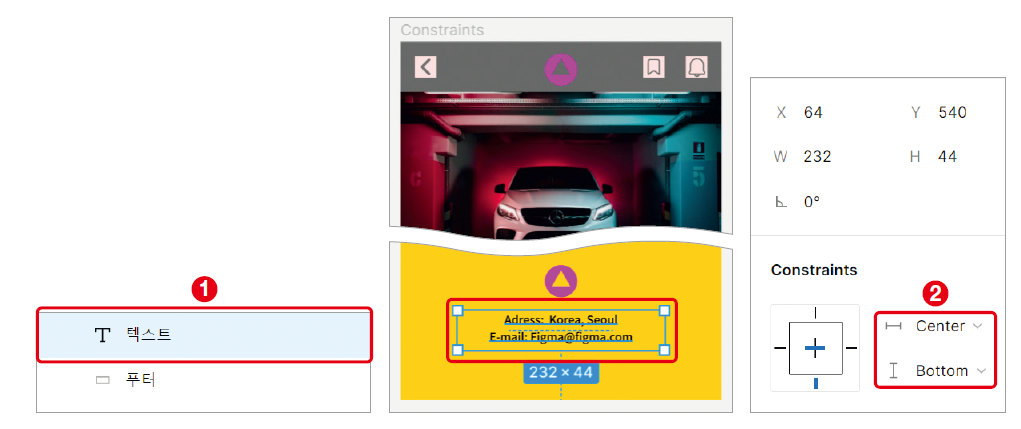 1
텍스트
푸터
Constraints
Adress: Korea, Seoul
E-mail: Figma@figma.com
232 × 44
X 64 Y 540
W 232 H 44
0°
Constraints
2
Center
Bottom